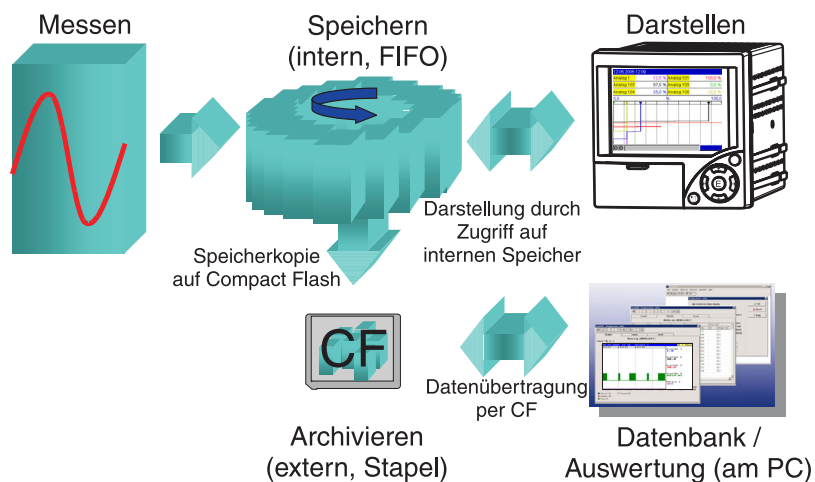 Messen
Speichern
(intern, FIFO)
Darstellen
Darstellung durch
Zugriff auf
internen Speicher
Speicherkopie
auf Compact Flash
CF
Datenübertragung
per CF
Archivieren
(extern, Stapel)
Datenbank /
Auswertung (am PC)